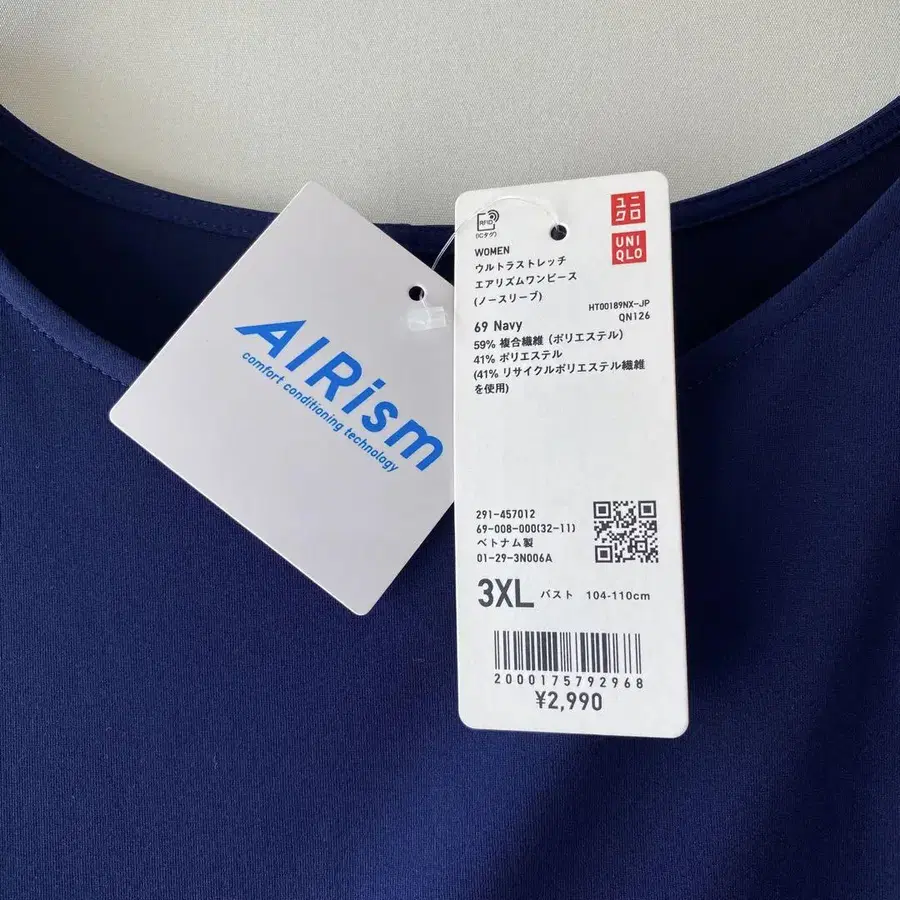 AIRism
comfort conditioning technology
RFID
(ICタグ)
ユニ
クロ
UNI
QLO
WOMEN
ウルトラストレッチ
エアリズムワンピース
(ノースリーブ)
HT00189NX-JP
QN126
69 Navy
59% 複合繊維 (ポリエステル)
41% ポリエステル
(41% リサイクルポリエステル繊維
を使用)
291-457012
69-008-000(32-11)
ベトナム製
01-29-3N006A
3XL バスト 104-110cm
2000175792968
¥2,990